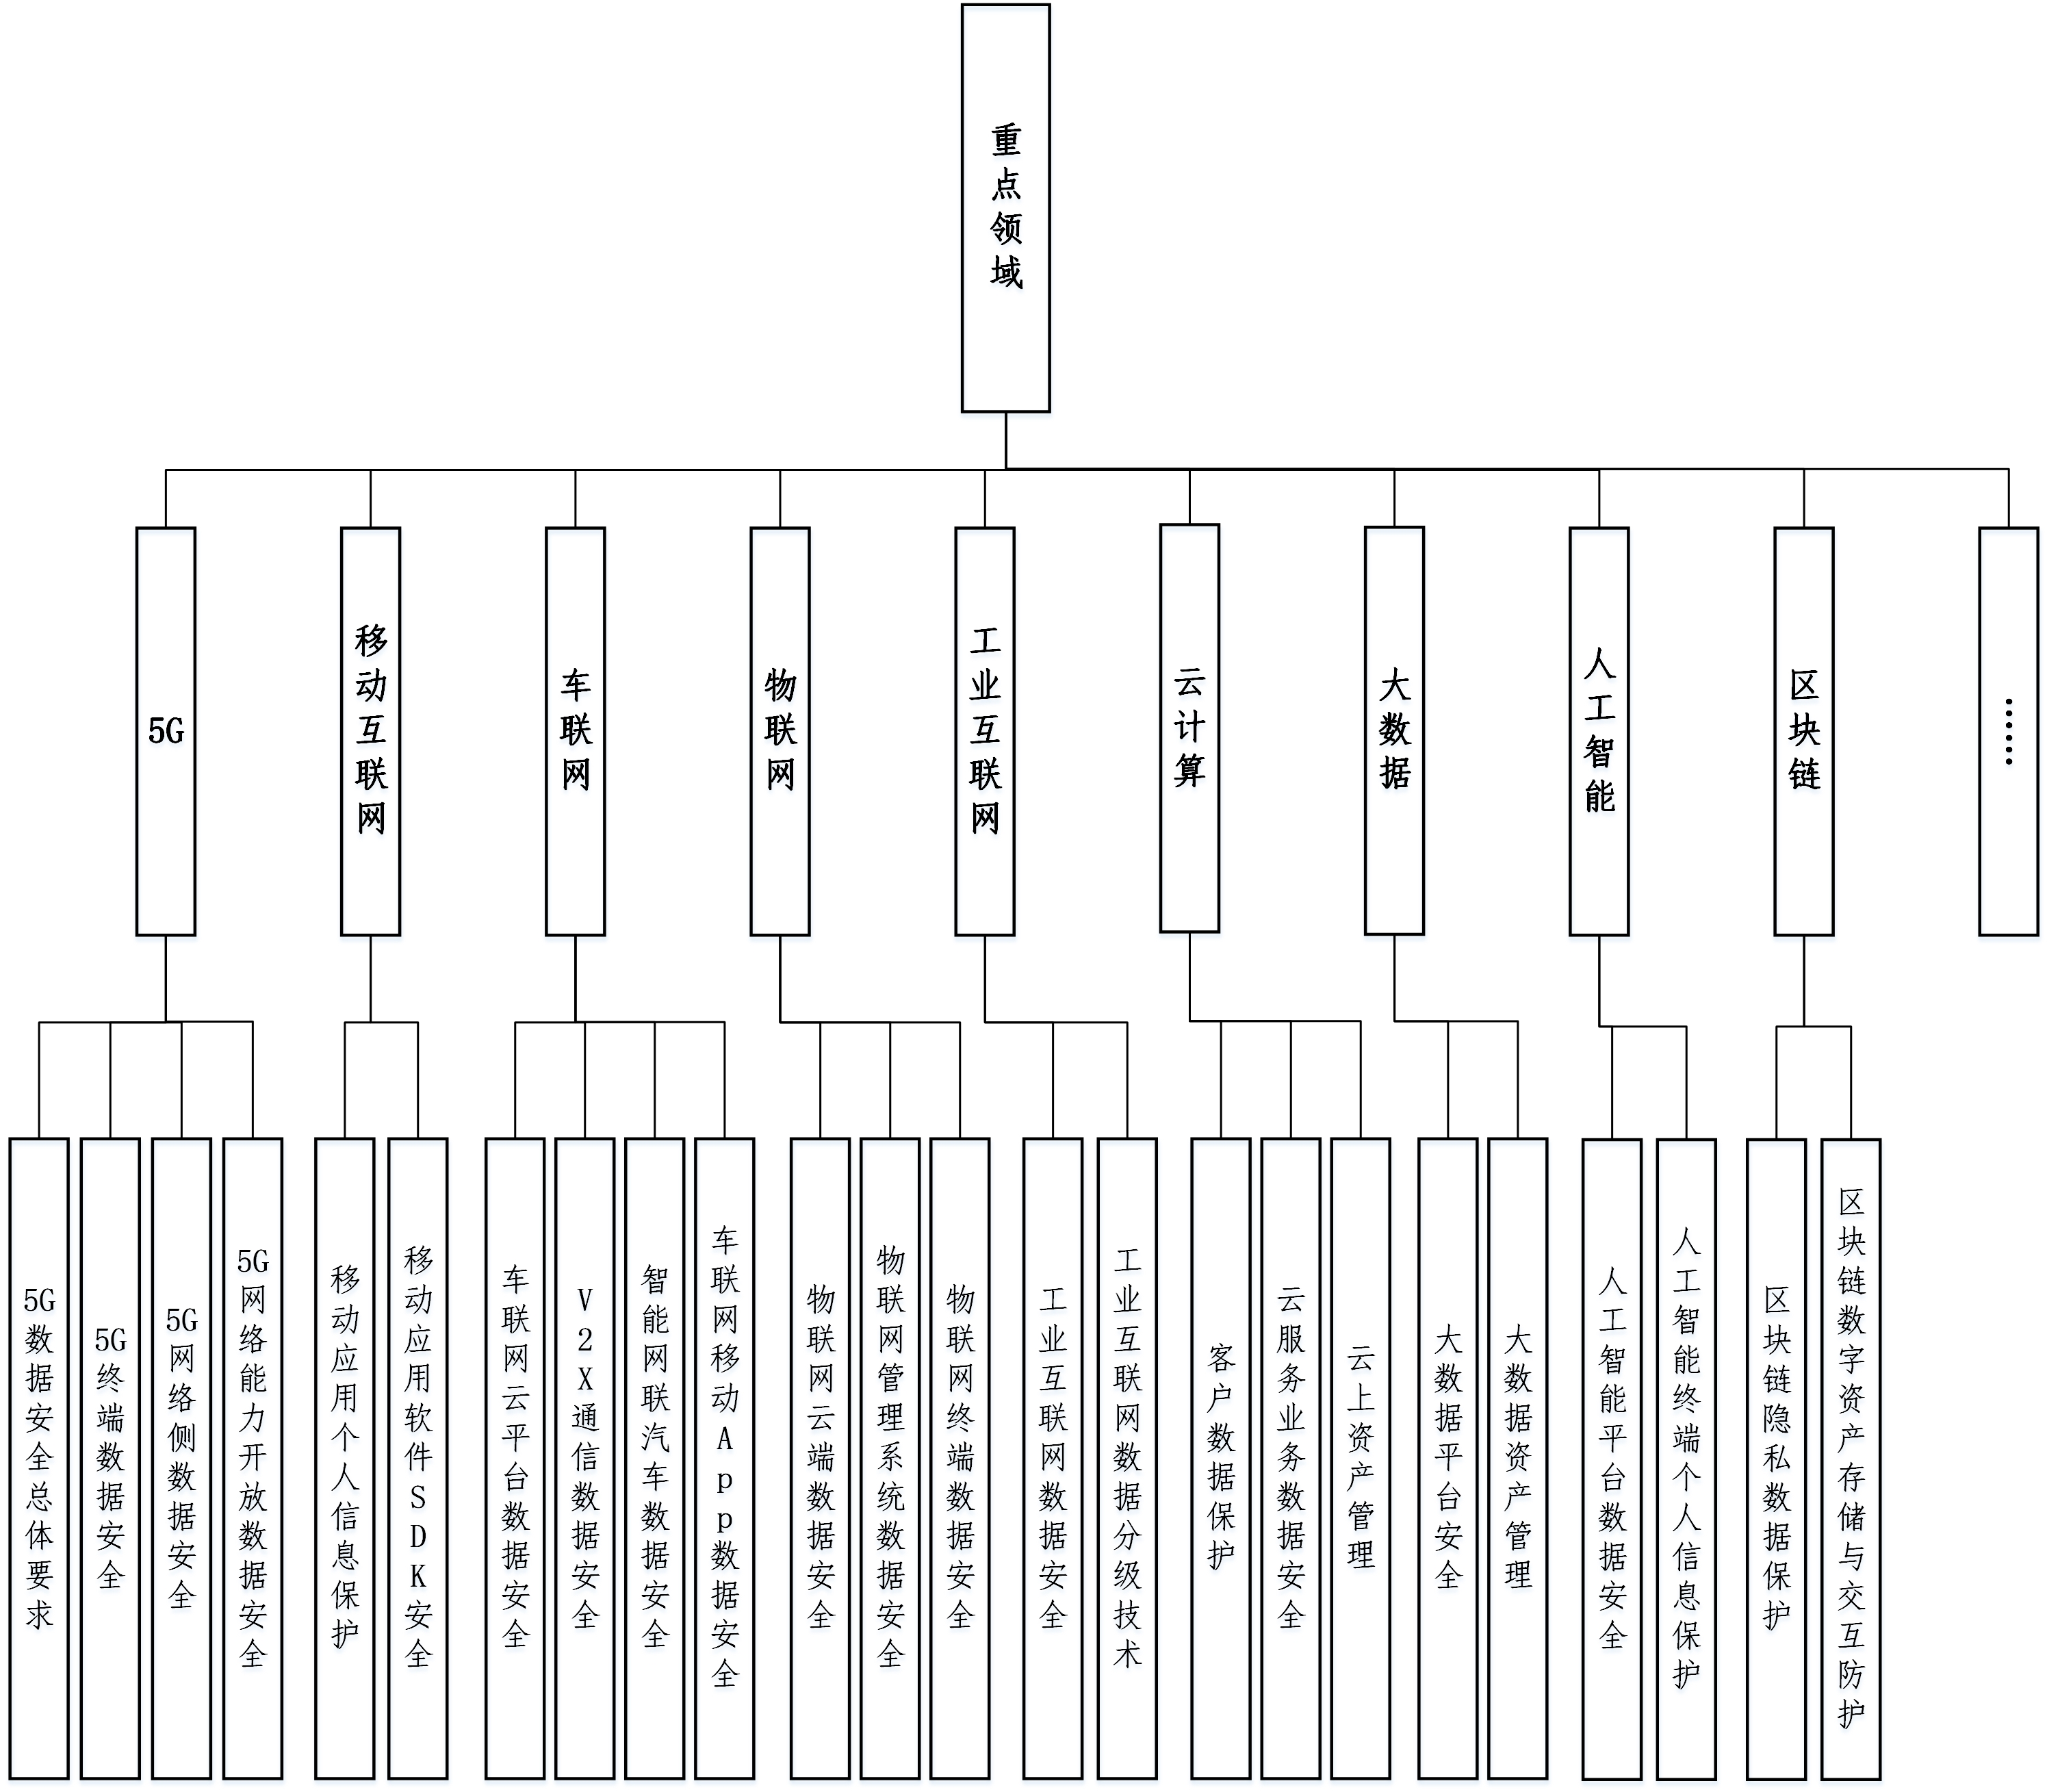 重点领域
5G
移动互联网
车联网
物联网
工业互联网
云计算
大数据
人工智能
区块链
……
5G数据安全总体要求
5G终端数据安全
5G网络侧数据安全
5G网络能力开放数据安全
移动应用个人信息保护
移动应用软件SDK安全
车联网云平台数据安全
V2X通信数据安全
智能网联汽车数据安全
车联网移动App数据安全
物联网云端数据安全
物联网管理系统数据安全
物联网终端数据安全
工业互联网数据安全
工业互联网数据分级技术
客户数据保护
云服务业务数据安全
云上资产管理
大数据平台安全
大数据资产管理
人工智能平台数据安全
人工智能终端个人信息保护
区块链隐私数据保护
区块链数字资产存储与交互防护